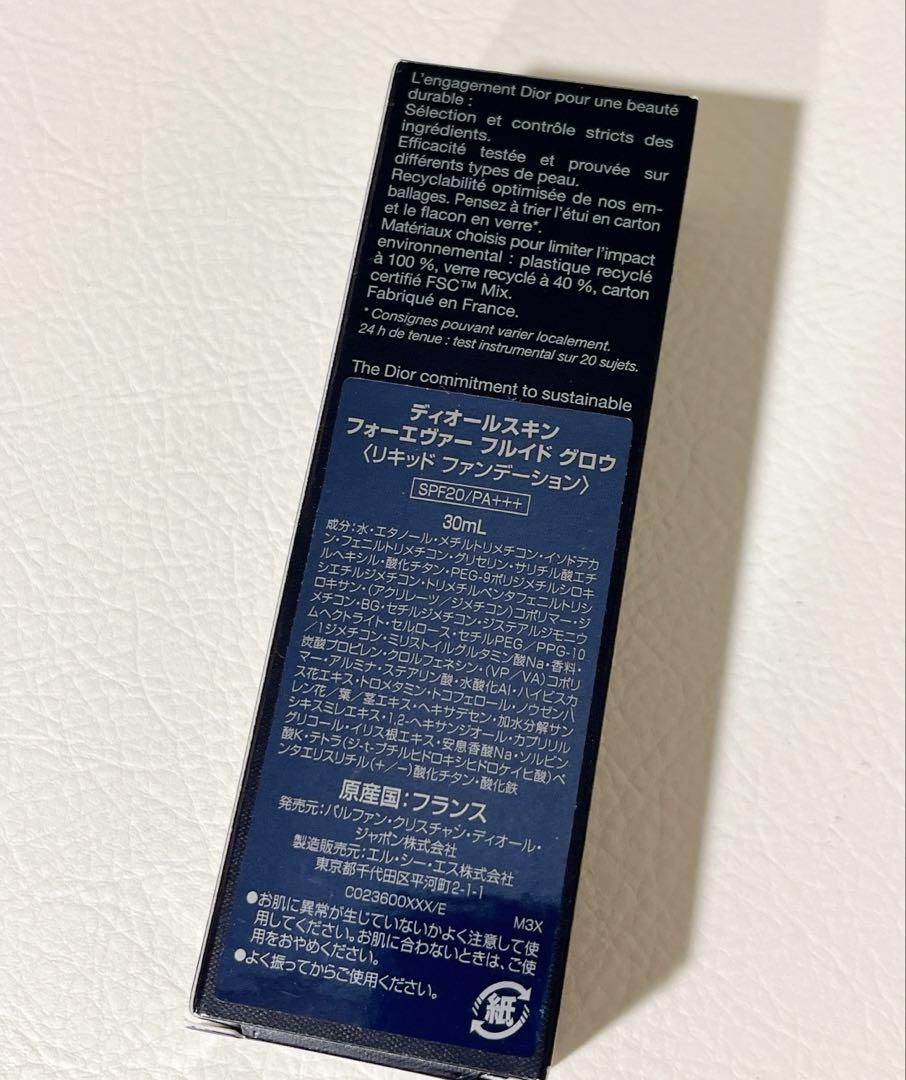 L'engagement Dior pour une beauté
durable :
Sélection et contrôle stricts des
ingrédients.
Efficacité testée et prouvée sur
différents types de peau.
Recyclabilité optimisée de nos em-
ballages. Pensez à trier l'étui en carton
et le flacon en verre*.
Matériaux choisis pour limiter l'impact
environnemental : plastique recyclé
à 100 %, verre recyclé à 40 %, carton
certifié FSC™ Mix.
Fabriqué en France.
* Consignes pouvant varier localement.
24 h de tenue : test instrumental sur 20 sujets.
The Dior commitment to sustainable
ディオールスキン
フォーエヴァー フルイド グロウ
〈リキッド ファンデーション〉
SPF20/PA+++
30mL
成分：水・エタノール・メチルトリメチコン・イソドデカ
ン・フェニルトリメチコン・グリセリン・サリチル酸エチ
ルヘキシル・酸化チタン・PEG-9ポリジメチルシロキ
シエチルジメチコン・トリメチルペンタフェニルトリシ
ロキサン・(アクリレーツ/ジメチコン)コポリマー・ジ
メチコン・BG・セチルジメチコン・ジステアルジモニウ
ムヘクトライト・セルロース・セチルPEG/PPG-10
/1ジメチコン・ミリストイルグルタミン酸Na・香料・
炭酸プロピレン・クロルフェネシン・(VP/VA)コポリ
マー・アルミナ・ステアリン酸・水酸化Al・ハイビスカ
ス花エキス・トロメタミン・トコフェロール・ノウゼンハ
レン花/葉/茎エキス・ヘキサデセン・加水分解サン
シキスミレエキス・1,2-ヘキサンジオール・カプリリル
グリコール・イリス根エキス・安息香酸Na・ソルビン
酸K・テトラ(ジ-t-ブチルヒドロキシヒドロケイヒ酸)ペ
ンタエリスリチル(+/-)酸化チタン・酸化鉄
原産国：フランス
発売元：パルファン・クリスチャン・ディオール・
ジャポン株式会社
製造販売元：エル・シー・エス株式会社
東京都千代田区平河町2-1-1
C023600XXX/E
M3X
●お肌に異常が生じていないかよく注意して使
用してください。お肌に合わないときは、ご使
用をおやめください。
●よく振ってからご使用ください。
紙